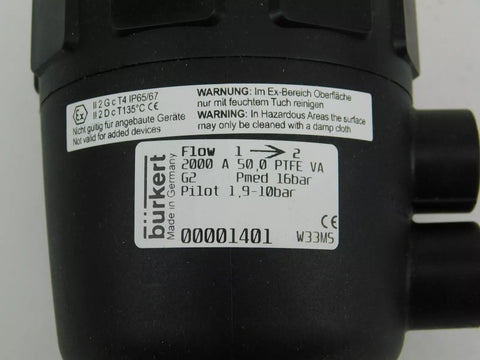 Ex II 2 G c T4 IP65/67
II 2 D c T135°C CE
Nicht gültig für angebaute Geräte
Not valid for added devices
WARNUNG: Im Ex-Bereich Oberfläche
nur mit feuchtem Tuch reinigen
WARNING: In Hazardous Areas the surface
may only be cleaned with a damp cloth
bürkert
Made in Germany
Flow 1 → 2
2000 A 50,0 PTFE VA
G2 Pmed 16bar
Pilot 1,9-10bar
CE
00001401 W33MS